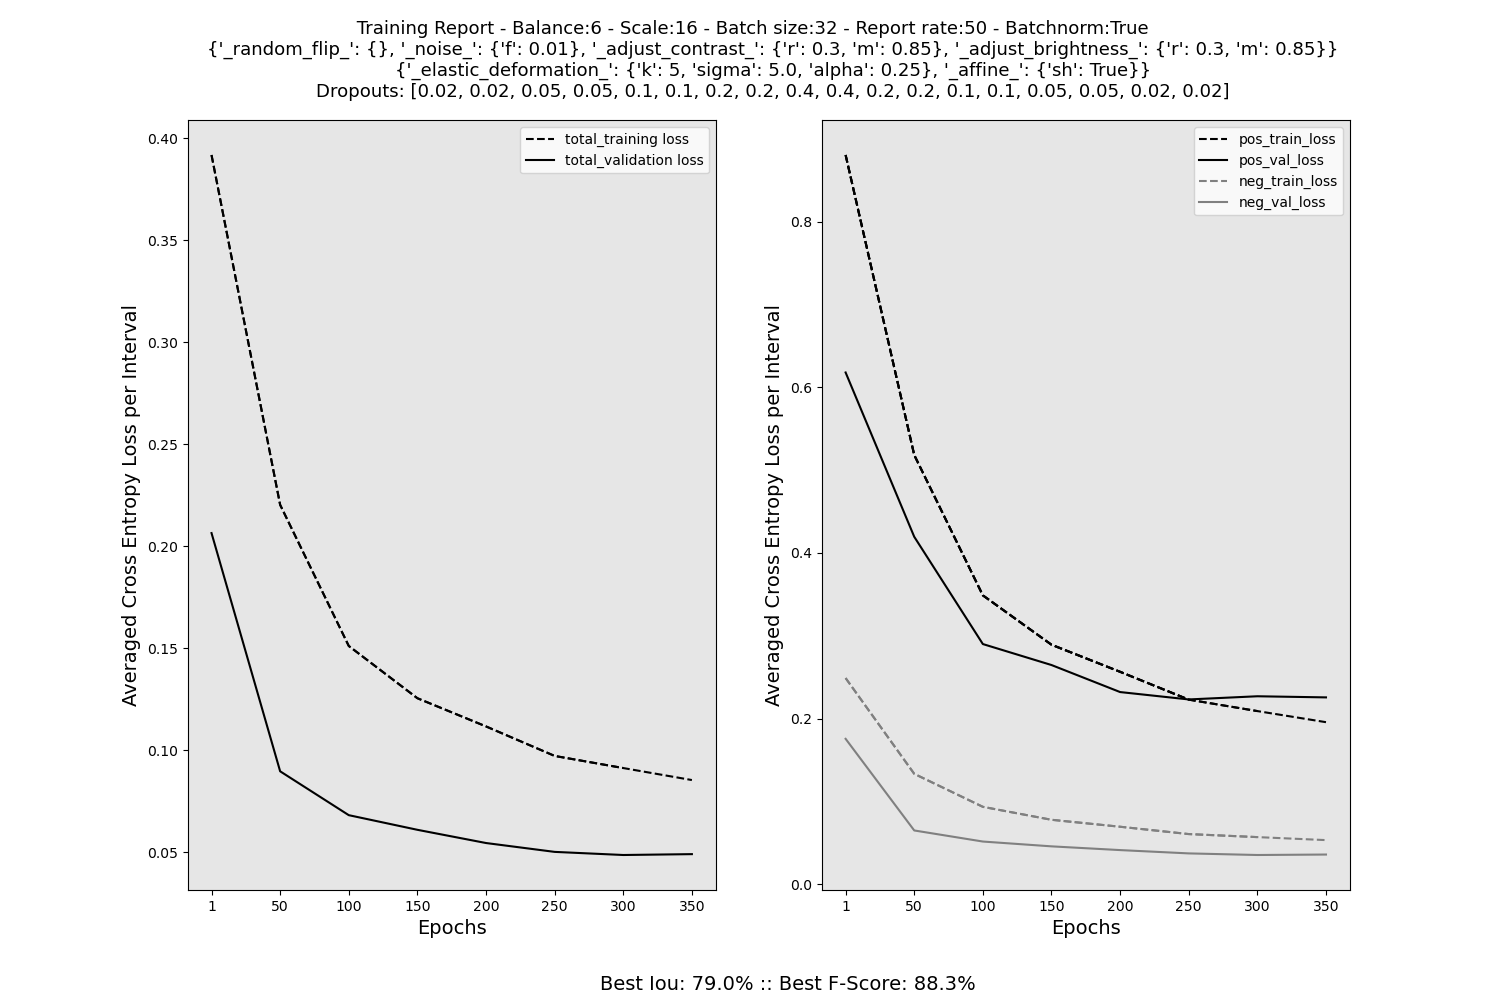 Training Report - Balance:6 - Scale:16 - Batch size:32 - Report rate:50 - Batchnorm:True
{'_random_flip_': {}, '_noise_': {'f': 0.01}, '_adjust_contrast_': {'r': 0.3, 'm': 0.85}, '_adjust_brightness_': {'r': 0.3, 'm': 0.85}}
{'_elastic_deformation_': {'k': 5, 'sigma': 5.0, 'alpha': 0.25}, '_affine_': {'sh': True}}
Dropouts: [0.02, 0.02, 0.05, 0.05, 0.1, 0.1, 0.2, 0.2, 0.4, 0.4, 0.2, 0.2, 0.1, 0.1, 0.05, 0.05, 0.02, 0.02]
total_training loss
total_validation loss
Averaged Cross Entropy Loss per Interval
0.40
0.35
0.30
0.25
0.20
0.15
0.10
0.05
1 50 100 150 200 250 300 350
Epochs
pos_train_loss
pos_val_loss
neg_train_loss
neg_val_loss
Averaged Cross Entropy Loss per Interval
0.8
0.6
0.4
0.2
0.0
1 50 100 150 200 250 300 350
Epochs
Best Iou: 79.0% :: Best F-Score: 88.3%